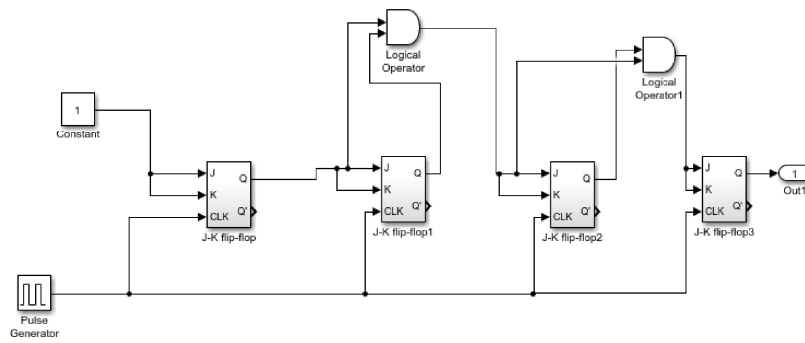 Logical
Operator
Logical
Operator1
1
Constant
J
Q
K
Q'
CLK
J-K flip-flop
J
Q
K
Q'
CLK
J-K flip-flop1
J
Q
K
Q'
CLK
J-K flip-flop2
J
Q
K
Q'
CLK
J-K flip-flop3
1
Out1
Pulse
Generator